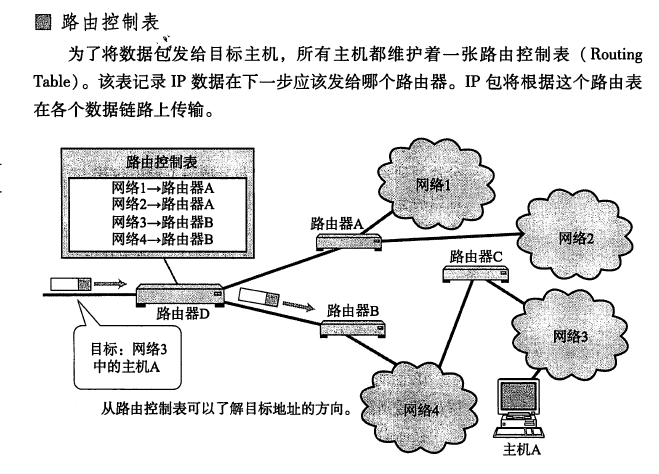 路由控制表
为了将数据包发给目标主机，所有主机都维护着一张路由控制表（Routing
Table）。该表记录 IP 数据在下一步应该发给哪个路由器。IP 包将根据这个路由表
在各个数据链路上传输。
路由控制表
网络1→路由器A
网络2→路由器A
网络3→路由器B
网络4→路由器B
网络1
路由器A
网络2
路由器C
路由器D
路由器B
网络3
目标：网络3
中的主机A
网络4
从路由控制表可以了解目标地址的方向。
主机A